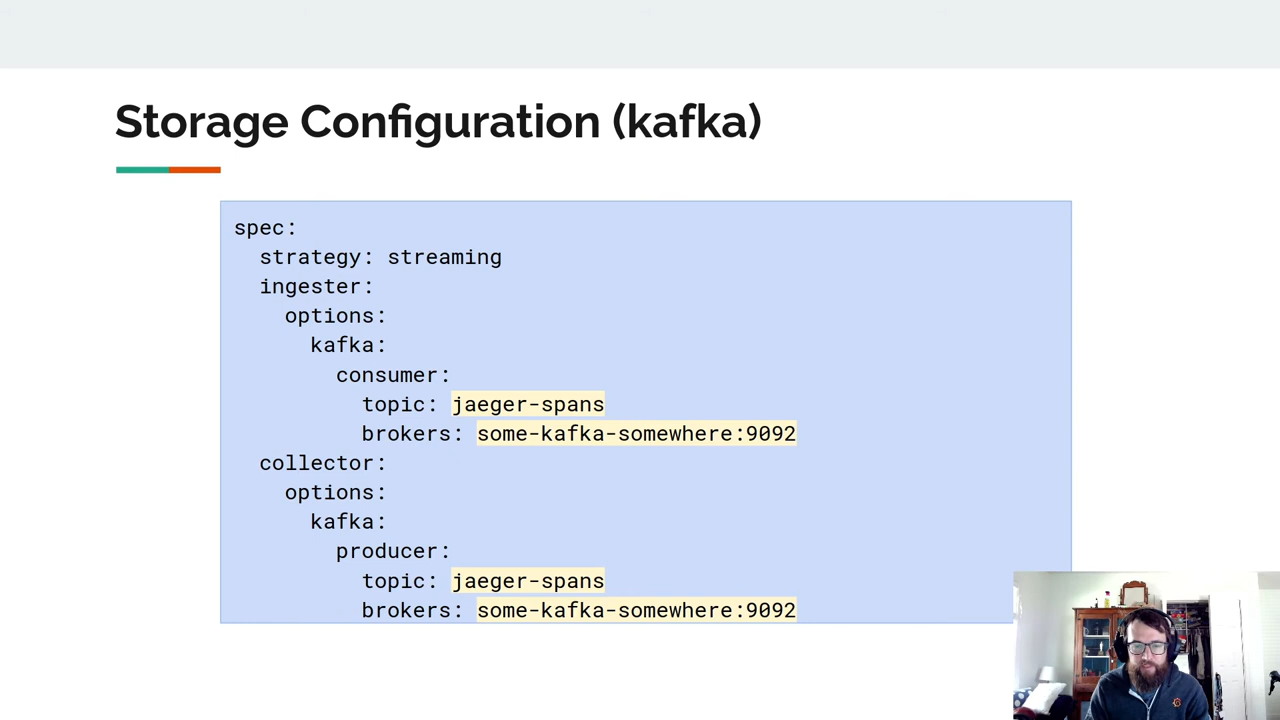 Storage Configuration (kafka)
spec:
  strategy: streaming
  ingester:
    options:
      kafka:
        consumer:
          topic: jaeger-spans
          brokers: some-kafka-somewhere:9092
  collector:
    options:
      kafka:
        producer:
          topic: jaeger-spans
          brokers: some-kafka-somewhere:9092